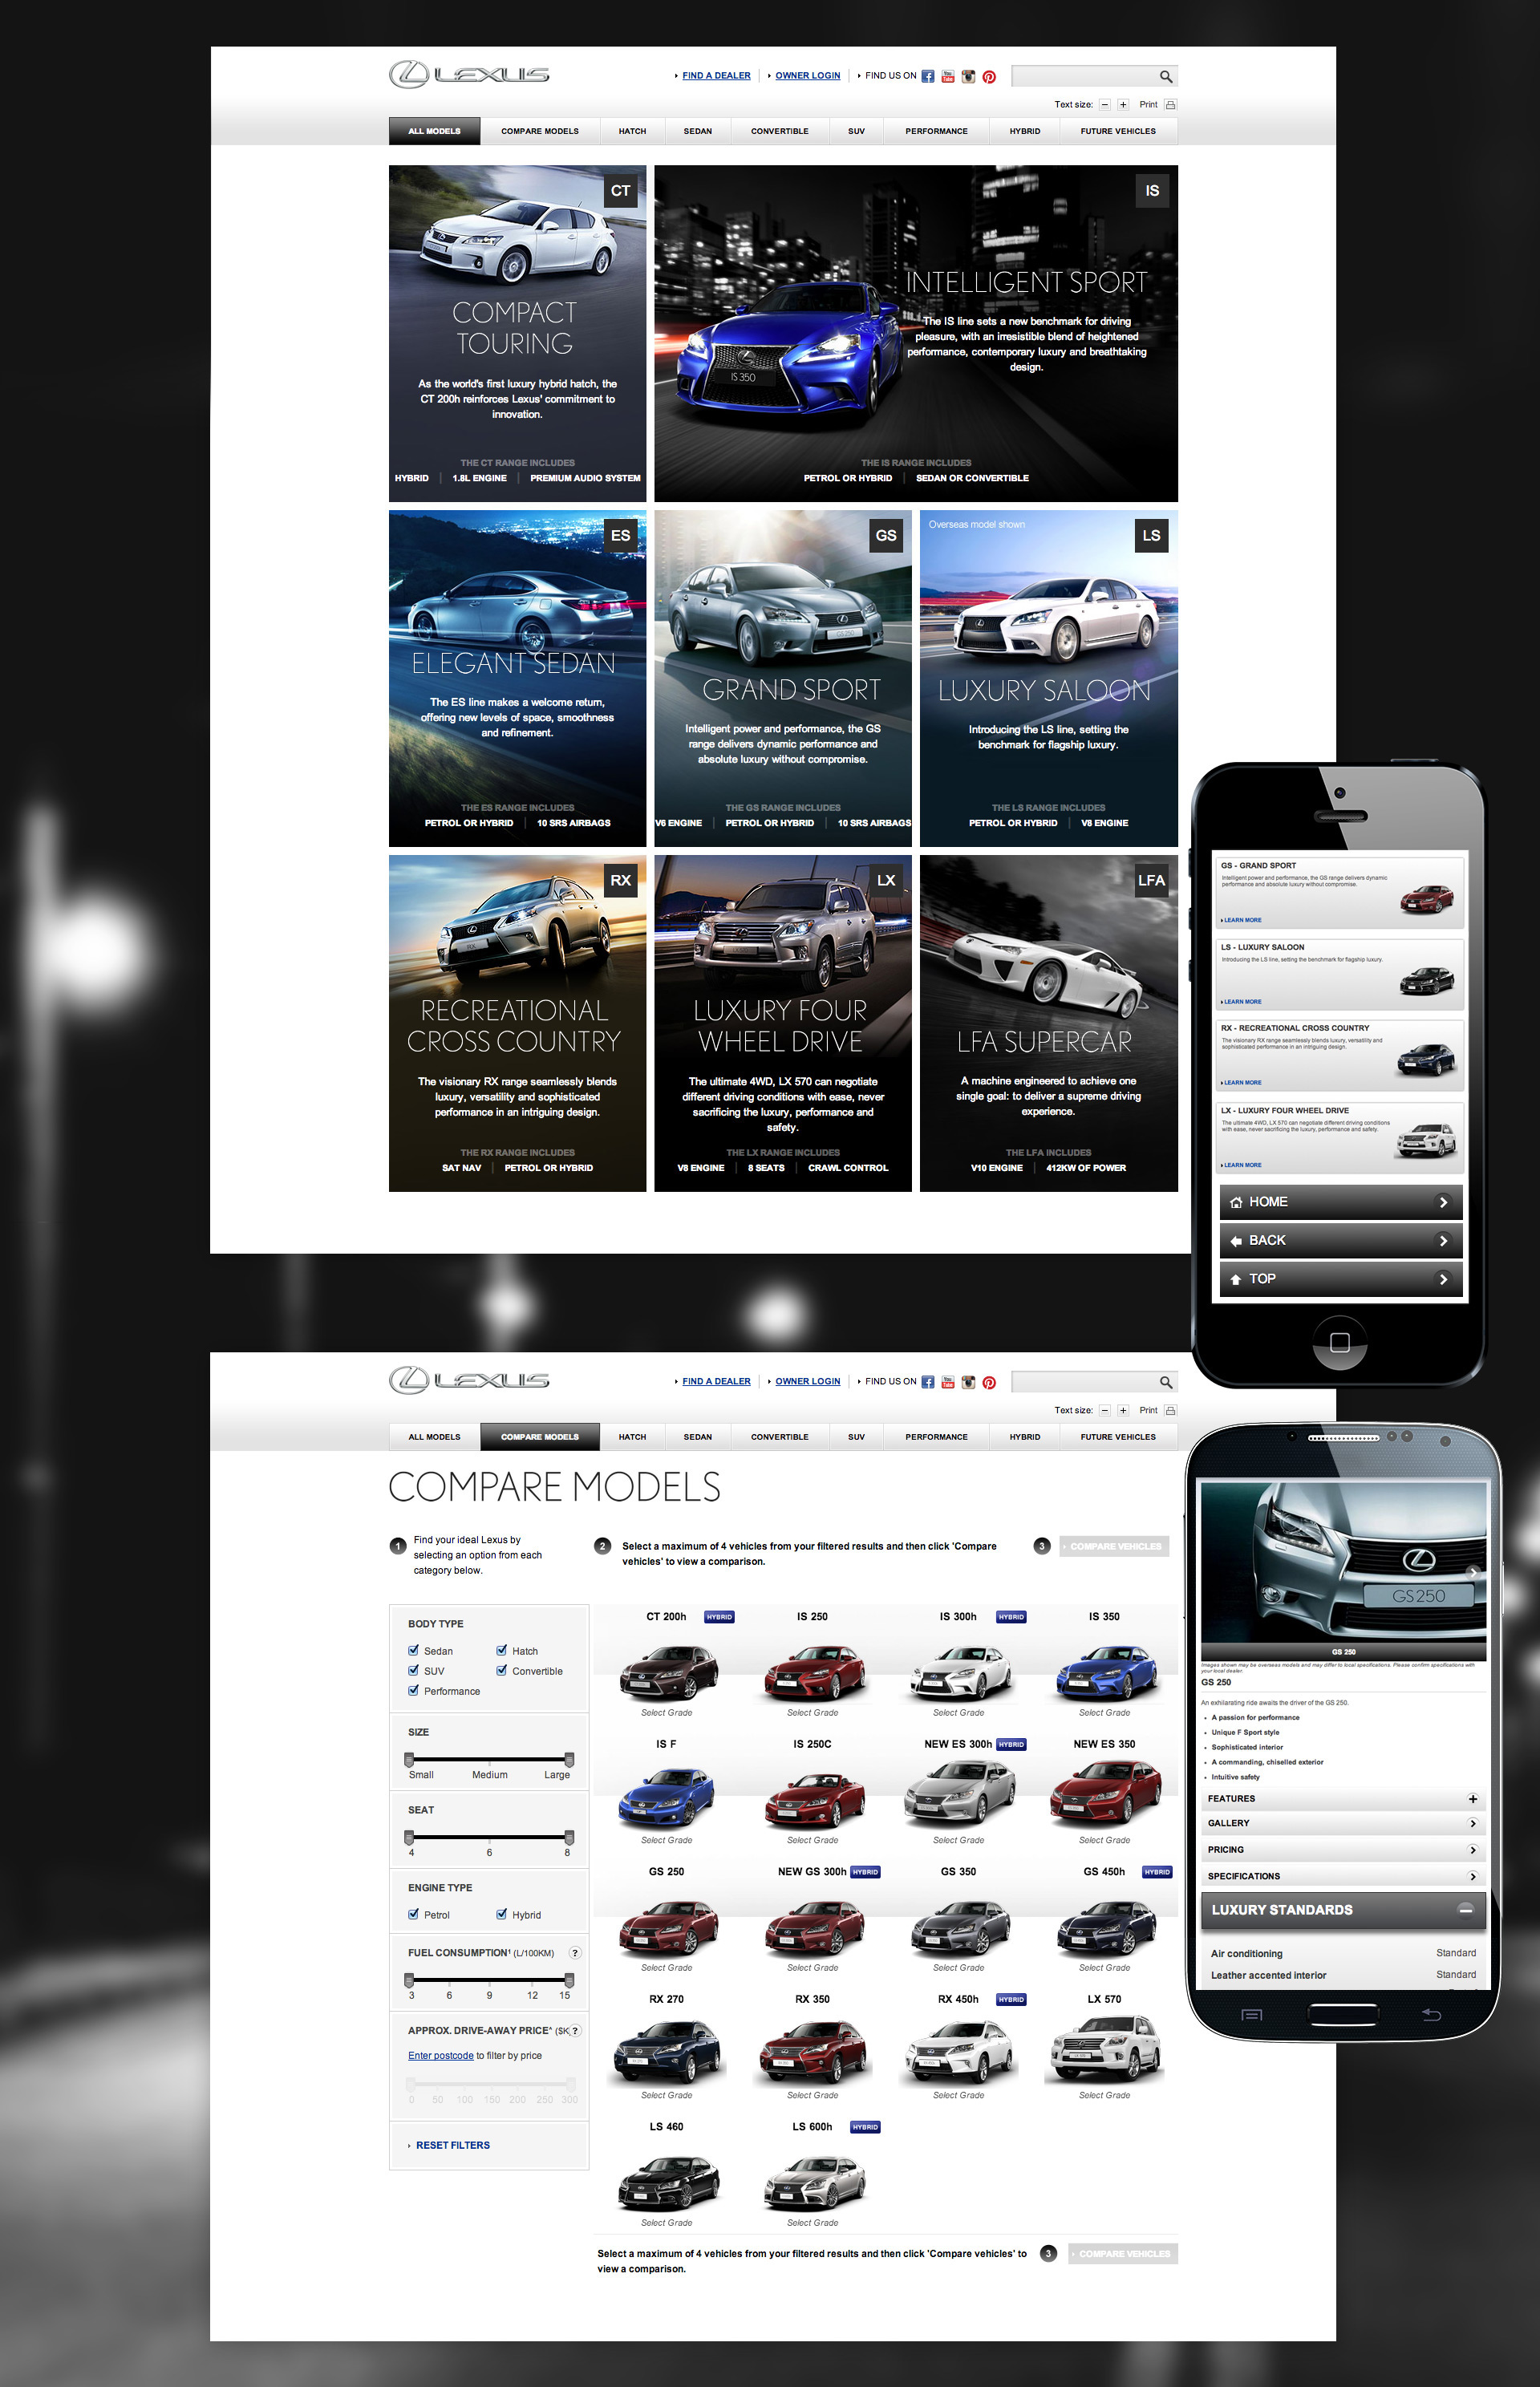 LEXUS
FIND A DEALER
OWNER LOGIN
FIND US ON
Text size:
Print
ALL MODELS
COMPARE MODELS
HATCH
SEDAN
CONVERTIBLE
SUV
PERFORMANCE
HYBRID
FUTURE VEHICLES
CT
COMPACT
TOURING
As the world's first luxury hybrid hatch, the
CT 200h reinforces Lexus' commitment to
innovation.
THE CT RANGE INCLUDES
HYBRID | 1.8L ENGINE | PREMIUM AUDIO SYSTEM
IS
INTELLIGENT SPORT
The IS line sets a new benchmark for driving
pleasure, with an irresistible blend of heightened
performance, contemporary luxury and breathtaking
design.
IS 350
THE IS RANGE INCLUDES
PETROL OR HYBRID | SEDAN OR CONVERTIBLE
ES
ELEGANT SEDAN
The ES line makes a welcome return,
offering new levels of space, smoothness
and refinement.
THE ES RANGE INCLUDES
PETROL OR HYBRID | 10 SRS AIRBAGS
GS
GS 250
GRAND SPORT
Intelligent power and performance, the GS
range delivers dynamic performance and
absolute luxury without compromise.
THE GS RANGE INCLUDES
V6 ENGINE | PETROL OR HYBRID | 10 SRS AIRBAGS
Overseas model shown
LS
LUXURY SALOON
Introducing the LS line, setting the
benchmark for flagship luxury.
THE LS RANGE INCLUDES
PETROL OR HYBRID | V8 ENGINE
RX
RX
RECREATIONAL
CROSS COUNTRY
The visionary RX range seamlessly blends
luxury, versatility and sophisticated
performance in an intriguing design.
THE RX RANGE INCLUDES
SAT NAV | PETROL OR HYBRID
LX
LUXURY FOUR
WHEEL DRIVE
The ultimate 4WD, LX 570 can negotiate
different driving conditions with ease, never
sacrificing the luxury, performance and
safety.
THE LX RANGE INCLUDES
V8 ENGINE | 8 SEATS | CRAWL CONTROL
LFA
LFA SUPERCAR
A machine engineered to achieve one
single goal: to deliver a supreme driving
experience.
THE LFA INCLUDES
V10 ENGINE | 412KW OF POWER
GS - GRAND SPORT
Intelligent power and performance, the GS range delivers dynamic
performance and absolute luxury without compromise.
LEARN MORE
LS - LUXURY SALOON
Introducing the LS line, setting the benchmark for flagship luxury.
LEARN MORE
RX - RECREATIONAL CROSS COUNTRY
The visionary RX range seamlessly blends luxury, versatility and
sophisticated performance in an intriguing design.
LEARN MORE
LX - LUXURY FOUR WHEEL DRIVE
The ultimate 4WD, LX 570 can negotiate different driving conditions
with ease, never sacrificing the luxury, performance and safety.
LEARN MORE
HOME
BACK
TOP
LEXUS
FIND A DEALER
OWNER LOGIN
FIND US ON
Text size:
Print
ALL MODELS
COMPARE MODELS
HATCH
SEDAN
CONVERTIBLE
SUV
PERFORMANCE
HYBRID
FUTURE VEHICLES
COMPARE MODELS
1
Find your ideal Lexus by
selecting an option from each
category below.
2
Select a maximum of 4 vehicles from your filtered results and then click 'Compare
vehicles' to view a comparison.
3
COMPARE VEHICLES
BODY TYPE
Sedan
Hatch
SUV
Convertible
Performance
SIZE
Small Medium Large
SEAT
4 6 8
ENGINE TYPE
Petrol
Hybrid
FUEL CONSUMPTION¹ (L/100KM) ?
3 6 9 12 15
APPROX. DRIVE-AWAY PRICE^ ($K ?
Enter postcode to filter by price
0 50 100 150 200 250 300
RESET FILTERS
CT 200h HYBRID
IS 250
IS 300h HYBRID
IS 350
Select Grade
Select Grade
Select Grade
Select Grade
IS F
IS 250C
NEW ES 300h HYBRID
NEW ES 350
Select Grade
Select Grade
Select Grade
Select Grade
GS 250
NEW GS 300h HYBRID
GS 350
GS 450h HYBRID
Select Grade
Select Grade
Select Grade
Select Grade
RX 270
RX 350
RX 450h HYBRID
LX 570
Select Grade
Select Grade
Select Grade
Select Grade
LS 460
LS 600h HYBRID
Select Grade
Select Grade
Select a maximum of 4 vehicles from your filtered results and then click 'Compare vehicles' to
view a comparison.
3
COMPARE VEHICLES
GS250
GS 250
Images shown may be overseas models and may differ to local specifications. Please confirm specifications with
your local dealer.
GS 250
An exhilarating ride awaits the driver of the GS 250.
• A passion for performance
• Unique F Sport style
• Sophisticated interior
• A commanding, chiselled exterior
• Intuitive safety
FEATURES
GALLERY
PRICING
SPECIFICATIONS
LUXURY STANDARDS
Air conditioning Standard
Leather accented interior Standard